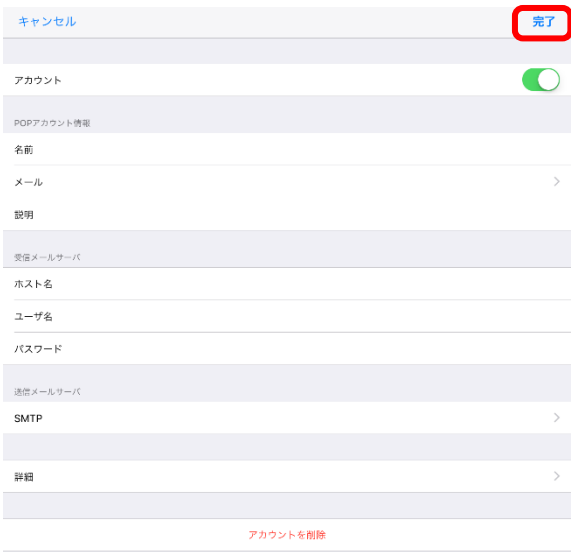 キャンセル 完了
アカウント
POPアカウント情報
名前
メール
説明
受信メールサーバ
ホスト名
ユーザ名
パスワード
送信メールサーバ
SMTP
詳細
アカウントを削除